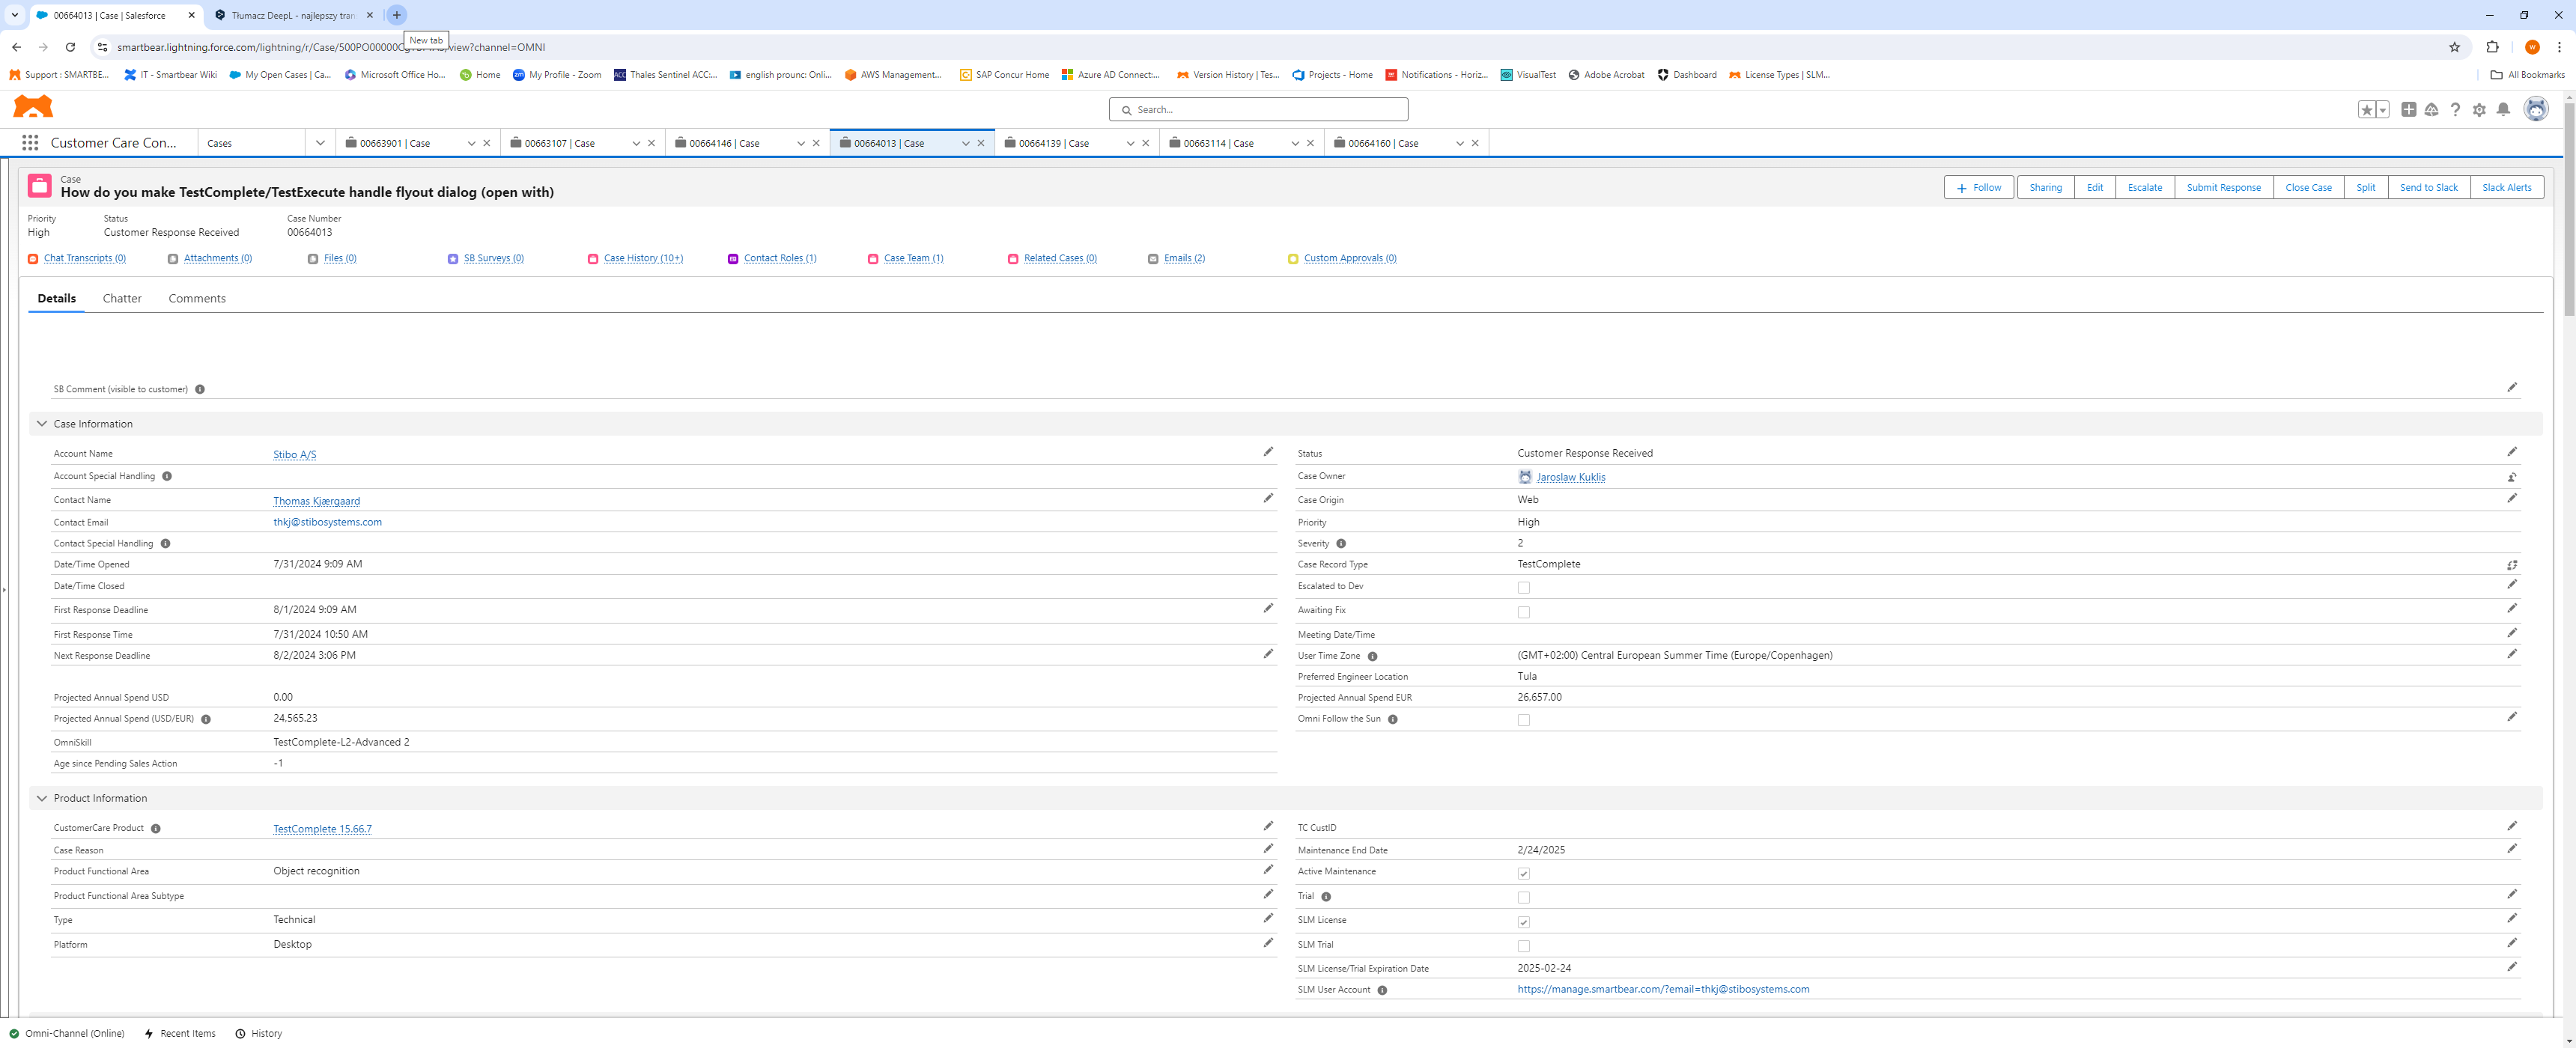 00664013 | Case | Salesforce
Tłumacz DeepL - najlepszy tran
New tab
smartbear.lightning.force.com/lightning/r/Case/500PO00000C view?channel=OMNI
Support : SMARTBE... IT - Smartbear Wiki My Open Cases | Ca... Microsoft Office Ho... Home My Profile - Zoom Thales Sentinel ACC:... english prounc: Onli... AWS Management... SAP Concur Home Azure AD Connect:... Version History | Tes... Projects - Home Notifications - Horiz... VisualTest Adobe Acrobat Dashboard License Types | SLM... All Bookmarks
Search...
Customer Care Con... Cases 00663901 | Case 00663107 | Case 00664146 | Case 00664013 | Case 00664139 | Case 00663114 | Case 00664160 | Case
Case
How do you make TestComplete/TestExecute handle flyout dialog (open with)
Follow Sharing Edit Escalate Submit Response Close Case Split Send to Slack Slack Alerts
Priority Status Case Number
High Customer Response Received 00664013
Chat Transcripts (0) Attachments (0) Files (0) SB Surveys (0) Case History (10+) Contact Roles (1) Case Team (1) Related Cases (0) Emails (2) Custom Approvals (0)
Details Chatter Comments
SB Comment (visible to customer)
Case Information
Account Name Stibo A/S
Account Special Handling
Contact Name Thomas Kjærgaard
Contact Email thkj@stibosystems.com
Contact Special Handling
Date/Time Opened 7/31/2024 9:09 AM
Date/Time Closed
First Response Deadline 8/1/2024 9:09 AM
First Response Time 7/31/2024 10:50 AM
Next Response Deadline 8/2/2024 3:06 PM
Projected Annual Spend USD 0.00
Projected Annual Spend (USD/EUR) 24,565.23
OmniSkill TestComplete-L2-Advanced 2
Age since Pending Sales Action -1
Status Customer Response Received
Case Owner Jaroslaw Kuklis
Case Origin Web
Priority High
Severity 2
Case Record Type TestComplete
Escalated to Dev
Awaiting Fix
Meeting Date/Time
User Time Zone (GMT+02:00) Central European Summer Time (Europe/Copenhagen)
Preferred Engineer Location Tula
Projected Annual Spend EUR 26,657.00
Omni Follow the Sun
Product Information
CustomerCare Product TestComplete 15.66.7
Case Reason
Product Functional Area Object recognition
Product Functional Area Subtype
Type Technical
Platform Desktop
TC CustID
Maintenance End Date 2/24/2025
Active Maintenance
Trial
SLM License
SLM Trial
SLM License/Trial Expiration Date 2025-02-24
SLM User Account https://manage.smartbear.com/?email=thkj@stibosystems.com
Omni-Channel (Online) Recent Items History